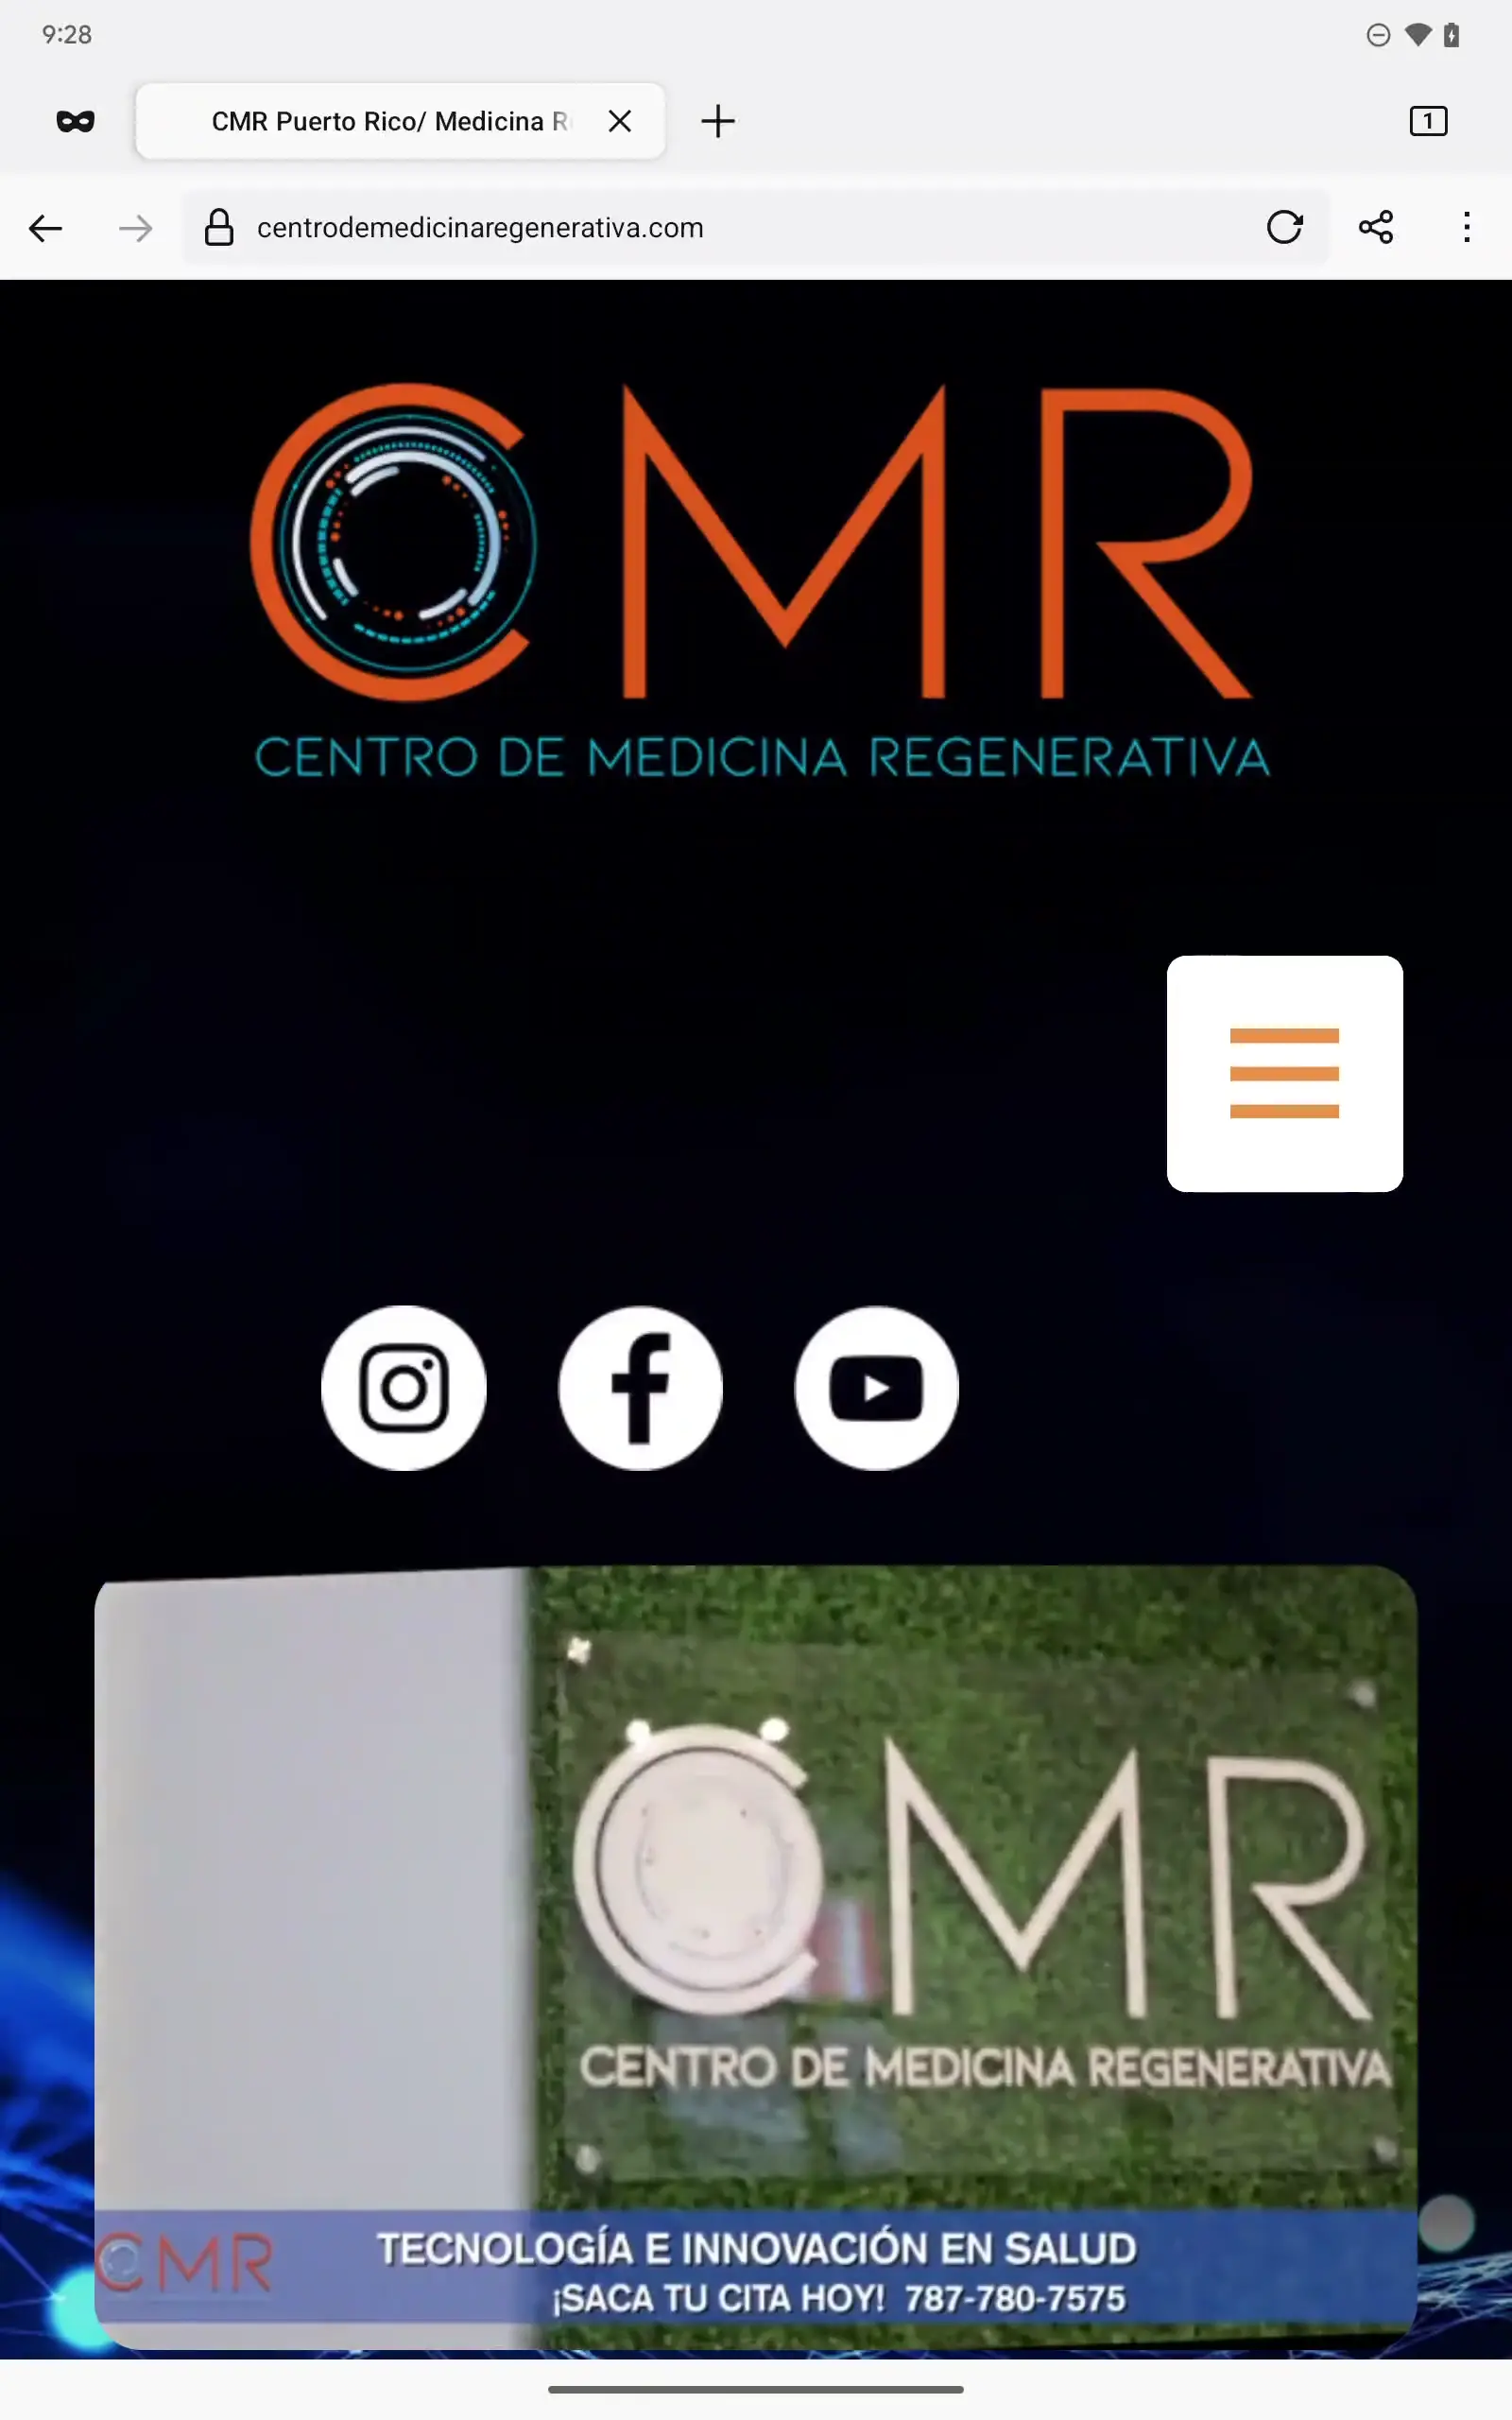 9:28
CMR Puerto Rico/ Medicina R
1
centrodemedicinaregenerativa.com
CMR
CENTRO DE MEDICINA REGENERATIVA
CMR
CENTRO DE MEDICINA REGENERATIVA
CMR
TECNOLOGÍA E INNOVACIÓN EN SALUD
¡SACA TU CITA HOY! 787-780-7575